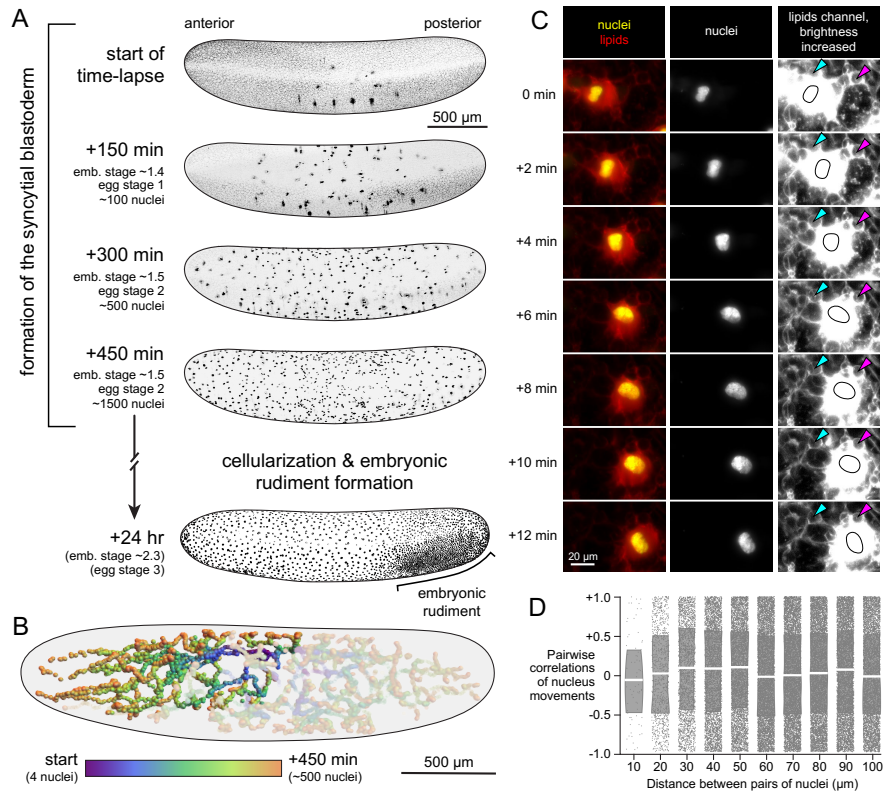 A
anterior
posterior
start of
time-lapse
500 µm
+150 min
emb. stage ~1.4
egg stage 1
~100 nuclei
+300 min
emb. stage ~1.5
egg stage 2
~500 nuclei
+450 min
emb. stage ~1.5
egg stage 2
~1500 nuclei
formation of the syncytial blastoderm
cellularization & embryonic
rudiment formation
+24 hr
(emb. stage ~2.3)
(egg stage 3)
embryonic
rudiment
B
start
(4 nuclei)
+450 min
(~500 nuclei)
500 µm
C
nuclei
lipids
nuclei
lipids channel,
brightness
increased
0 min
+2 min
+4 min
+6 min
+8 min
+10 min
+12 min
20 µm
D
Pairwise
correlations
of nucleus
movements
+1.0
+0.5
0
-0.5
-1.0
10 20 30 40 50 60 70 80 90 100
Distance between pairs of nuclei (µm)